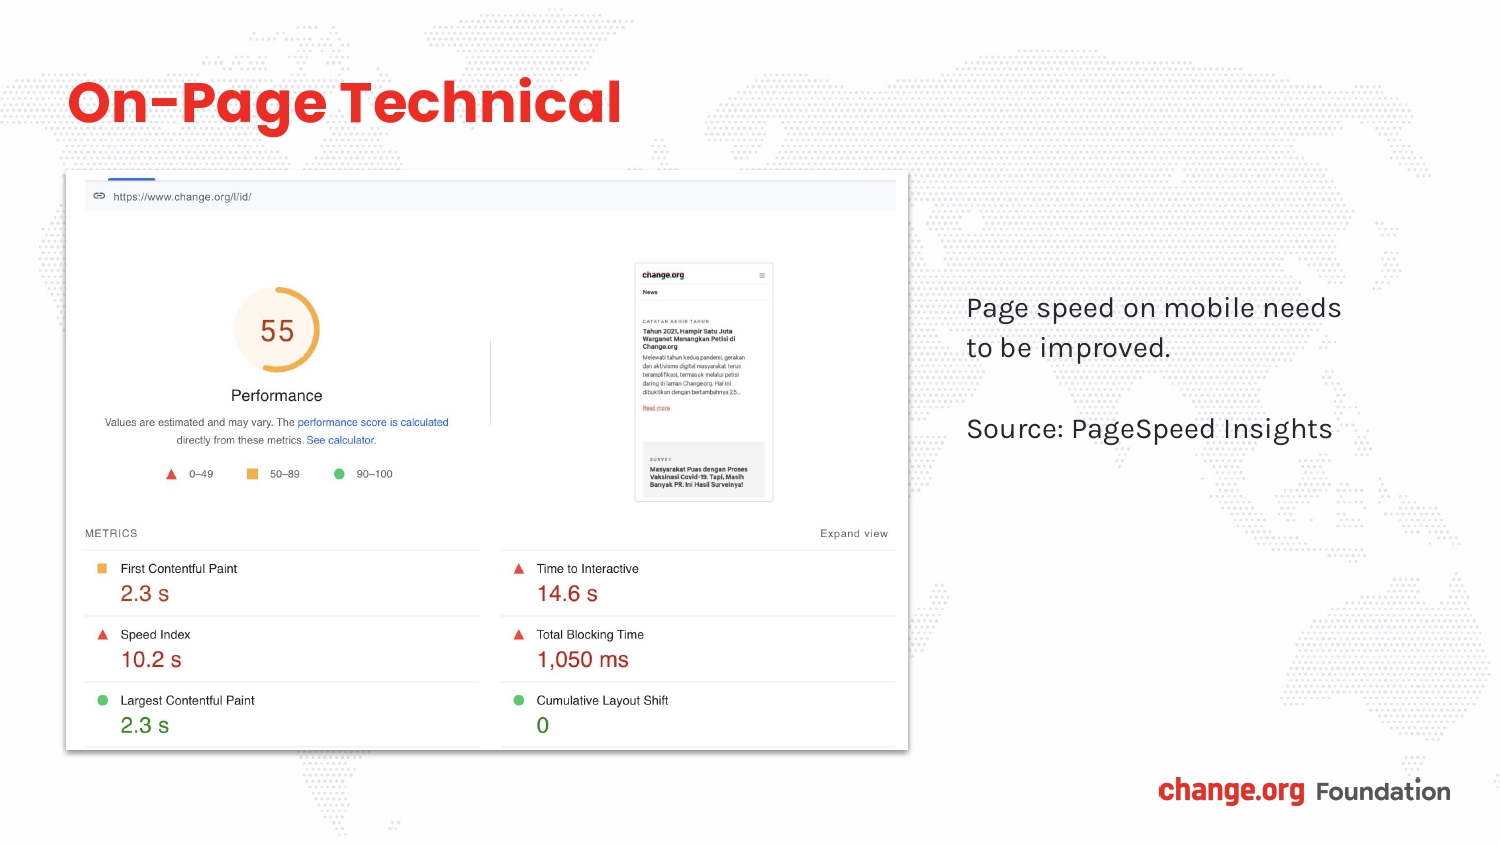 On-Page Technical
https://www.change.org/l/id/
55
Performance
Values are estimated and may vary. The performance score is calculated
directly from these metrics. See calculator.
0–49
50–89
90–100
change.org
News
CATATAN AKHIR TAHUN
Tahun 2021, Hampir Satu Juta
Warganet Menangkan Petisi di
Change.org
Melewati tahun kedua pandemi, gerakan
dan aktivisme digital masyarakat terus
teramplifikasi, termasuk melalui petisi
daring di laman Change.org. Hal ini
dibuktikan dengan bertambahnya 2,5...
Read more
SURVEY
Masyarakat Puas dengan Proses
Vaksinasi Covid-19. Tapi, Masih
Banyak PR. Ini Hasil Surveinya!
METRICS
Expand view
First Contentful Paint
2.3 s
Time to Interactive
14.6 s
Speed Index
10.2 s
Total Blocking Time
1,050 ms
Largest Contentful Paint
2.3 s
Cumulative Layout Shift
0
Page speed on mobile needs
to be improved.
Source: PageSpeed Insights
change.org Foundation